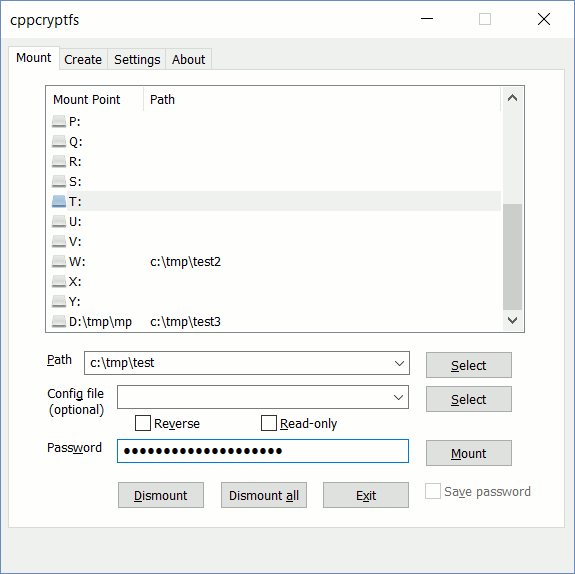 cppcryptfs
Mount Create Settings About
Mount Point Path
P:
Q:
R:
S:
T:
U:
V:
W: c:\tmp\test2
X:
Y:
D:\tmp\mp c:\tmp\test3
Path c:\tmp\test Select
Config file
(optional) Select
Reverse Read-only
Password ●●●●●●●●●●●●●●●●●●●● Mount
Dismount Dismount all Exit Save password